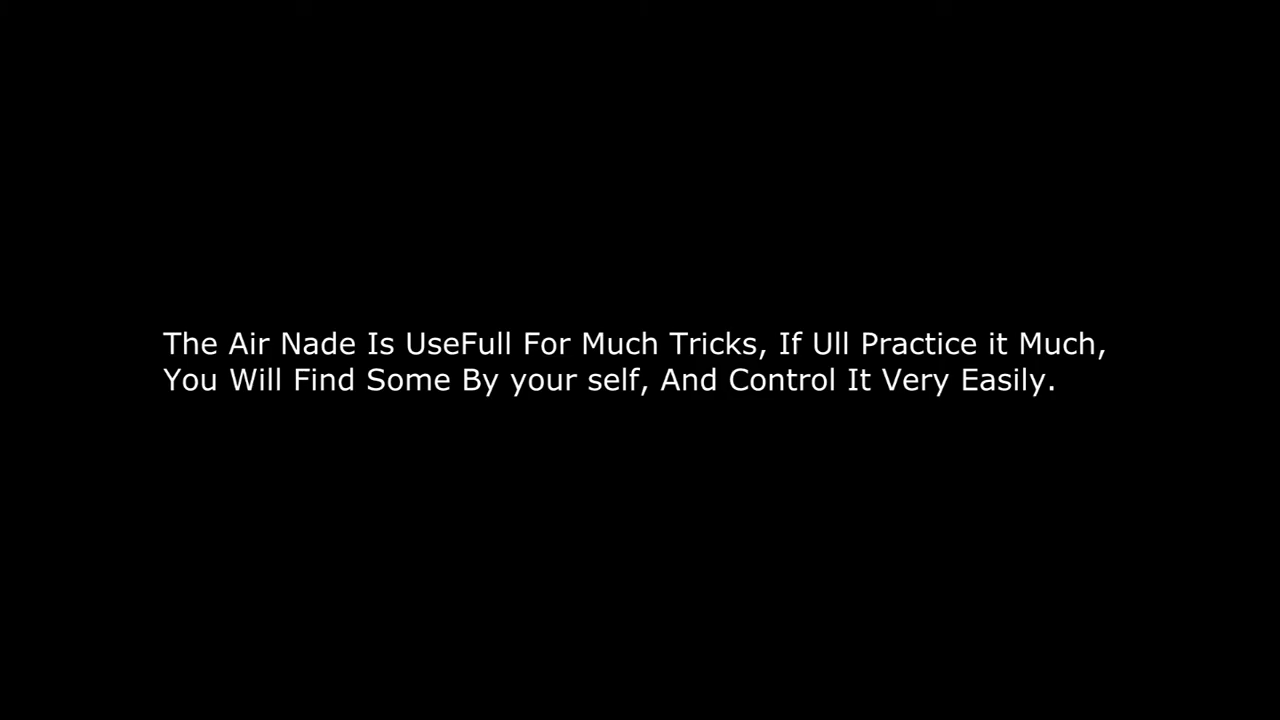 The Air Nade Is UseFull For Much Tricks, If Ull Practice it Much,
You Will Find Some By your self, And Control It Very Easily.